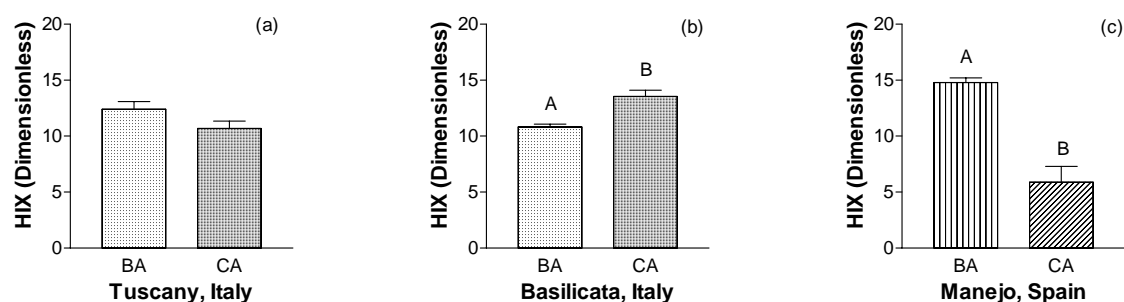 (a)
20
15
10
5
0
HIX (Dimensionless)
BA CA
Tuscany, Italy
(b)
20
15
10
5
0
HIX (Dimensionless)
A
B
BA CA
Basilicata, Italy
(c)
20
15
10
5
0
HIX (Dimensionless)
A
B
BA CA
Manejo, Spain